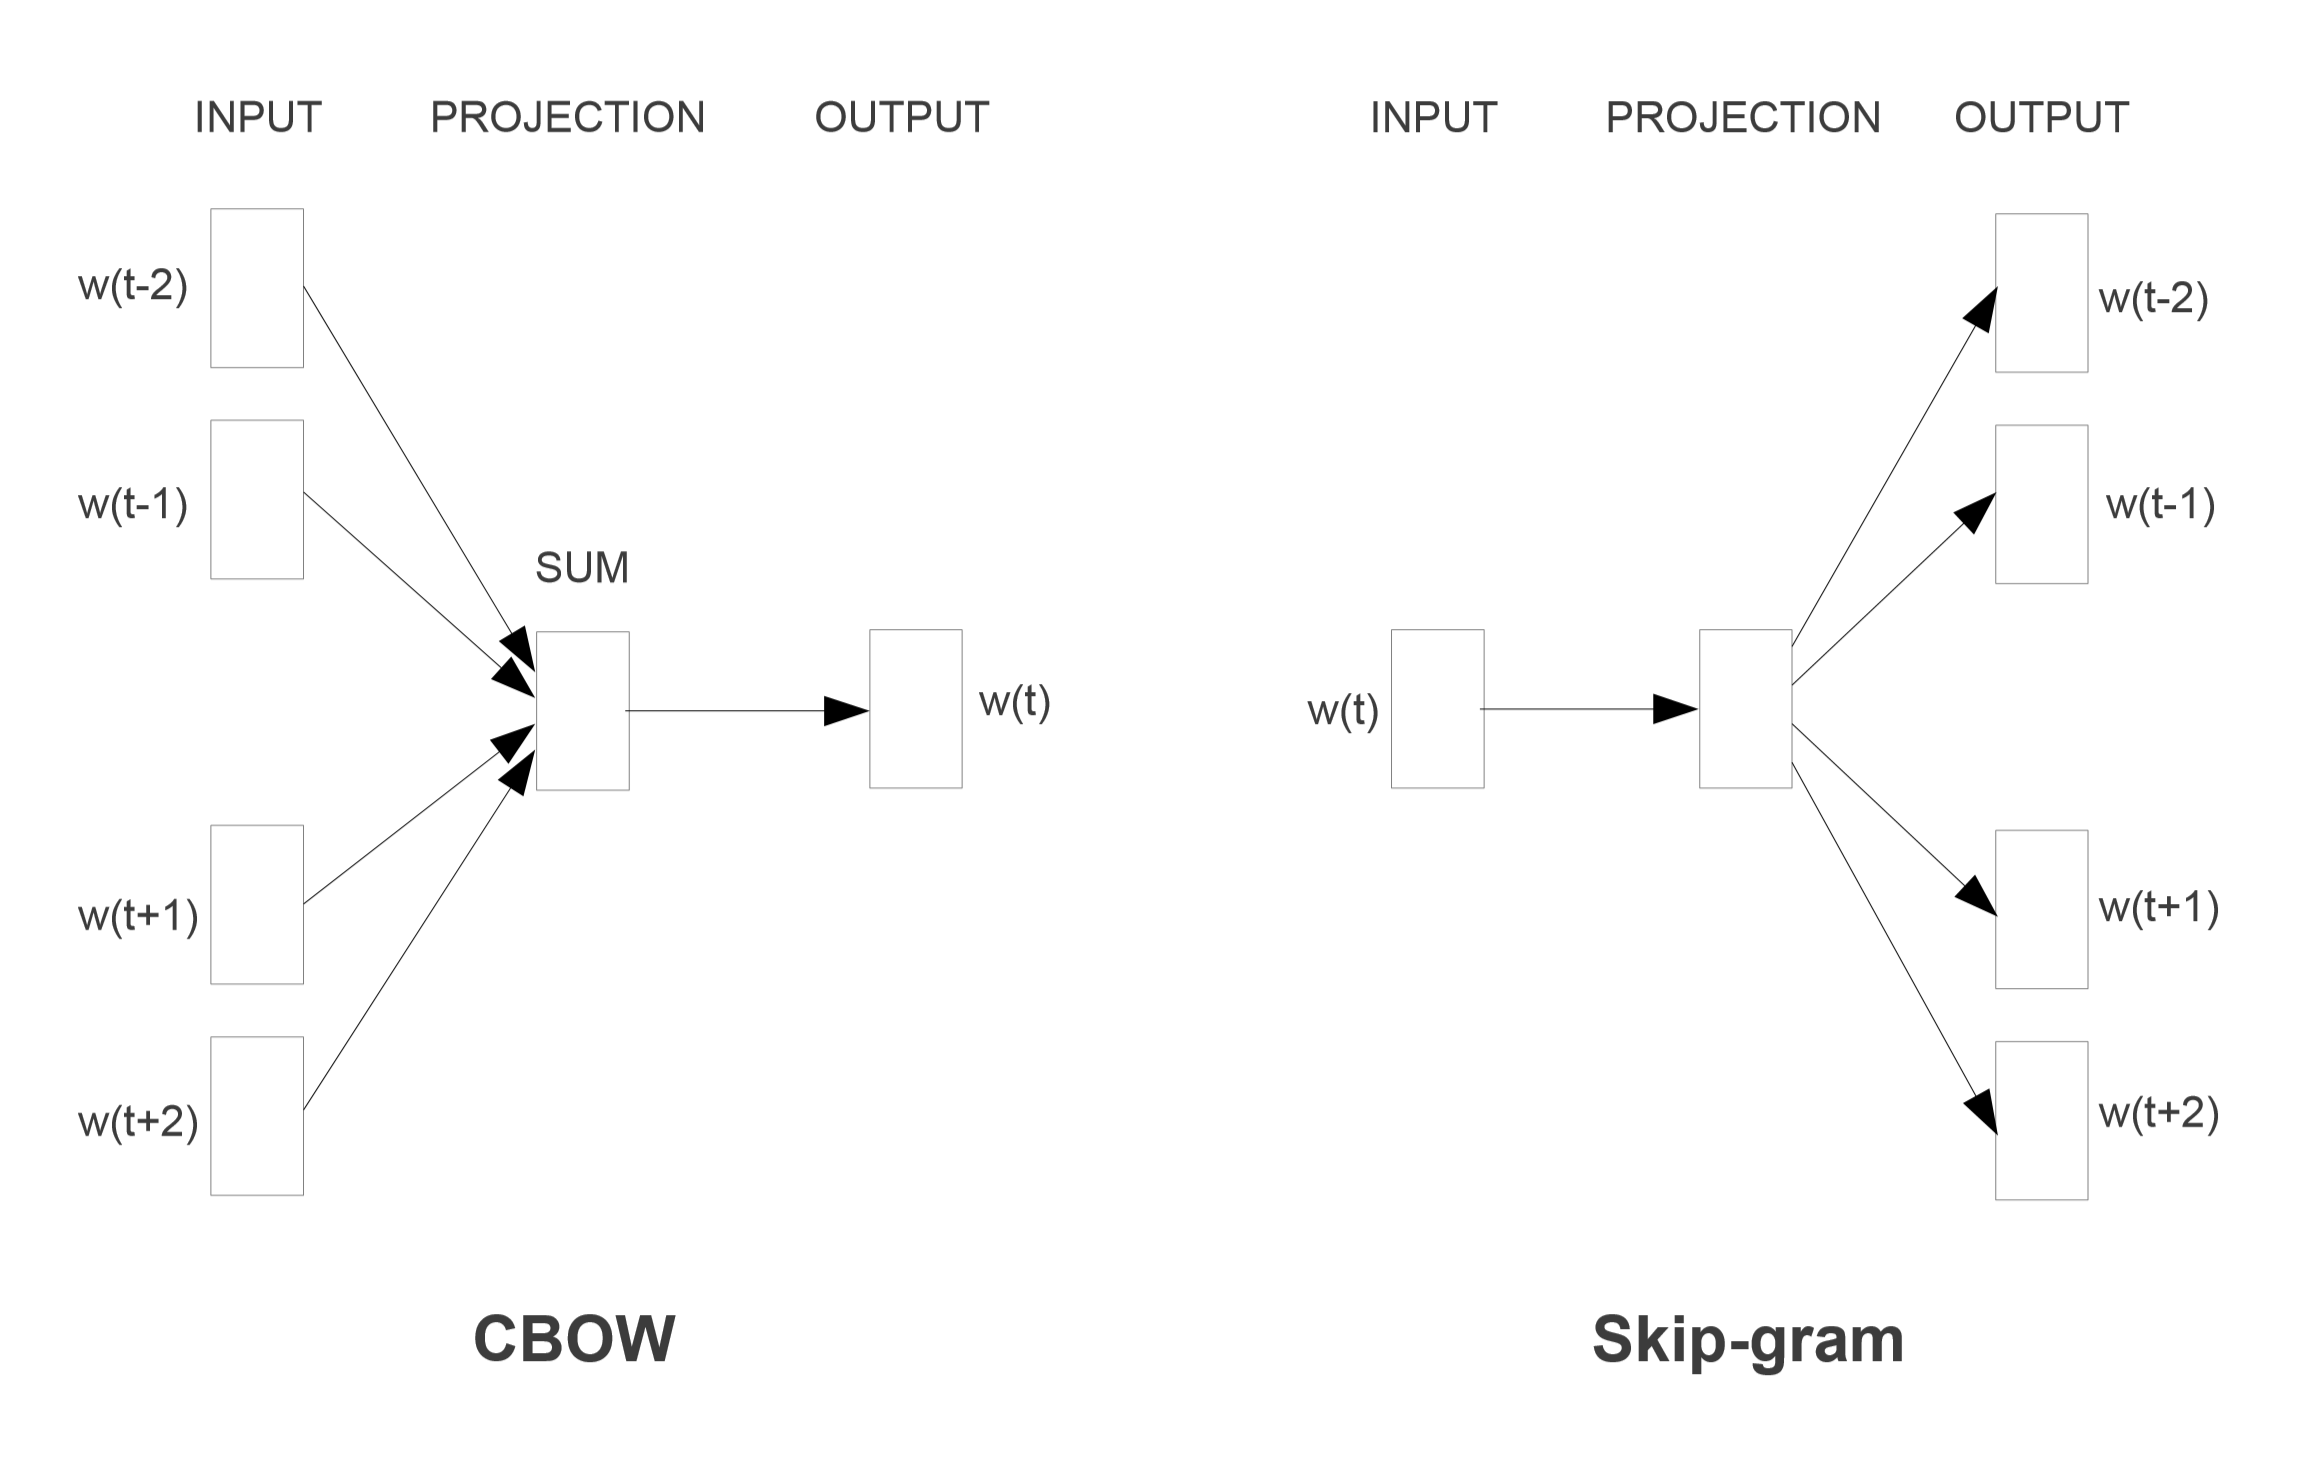 INPUT PROJECTION OUTPUT
w(t-2)
w(t-1)
SUM
w(t)
w(t+1)
w(t+2)
CBOW
INPUT PROJECTION OUTPUT
w(t-2)
w(t-1)
w(t)
w(t+1)
w(t+2)
Skip-gram